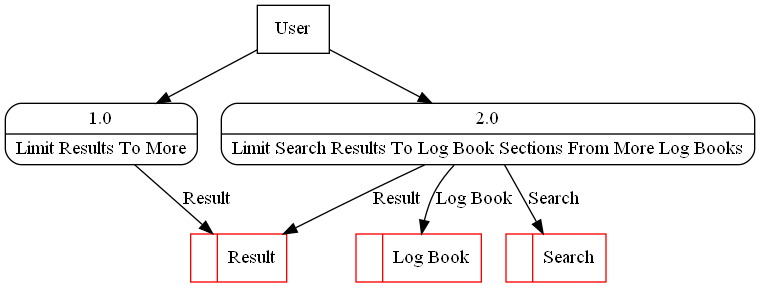 User
1.0
Limit Results To More
2.0
Limit Search Results To Log Book Sections From More Log Books
Result
Result
Log Book
Search
Result
Log Book
Search